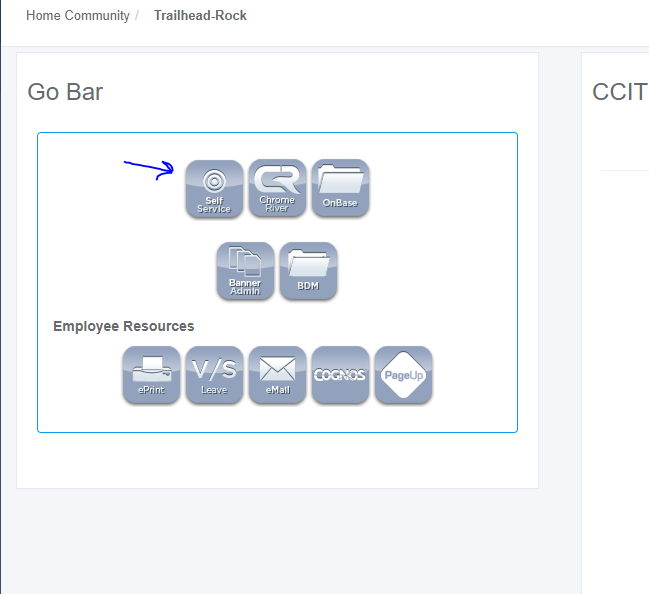 Home Community / Trailhead-Rock
Go Bar
CCIT
Self
Service
CR
Chrome
River
OnBase
Banner
Admin
BDM
Employee Resources
ePrint
V/S
Leave
eMail
COGNOS
PageUp